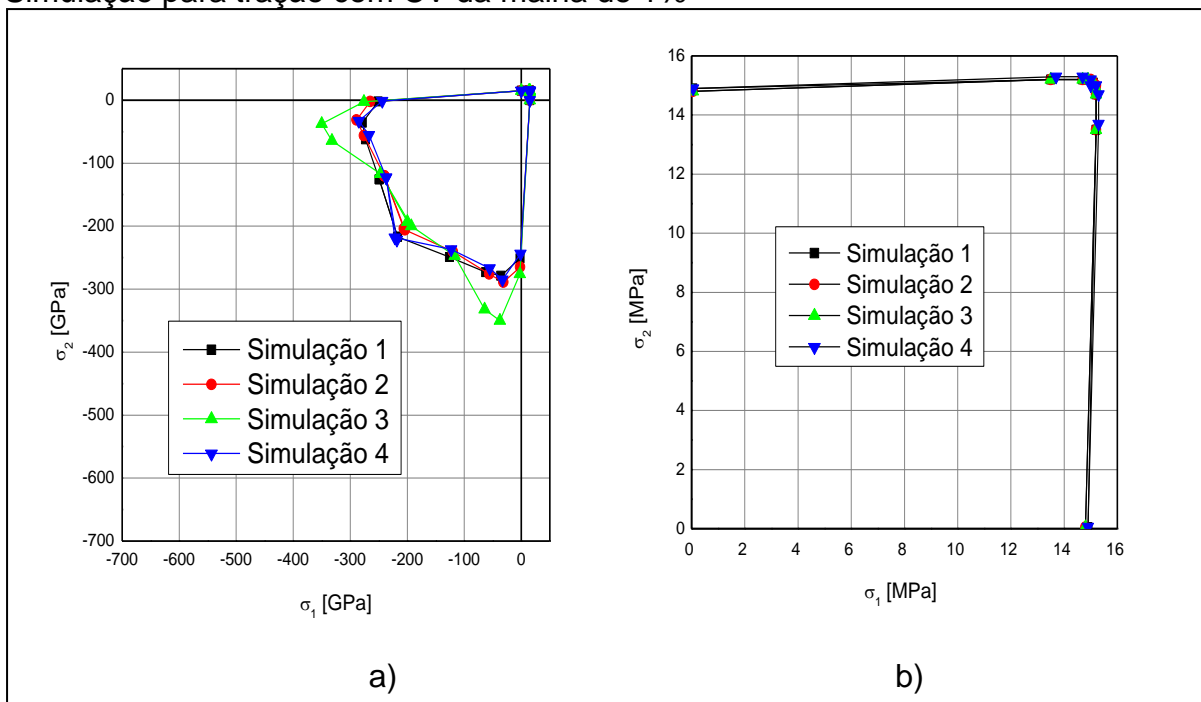 Simulação para tração com CV da malha de 1%
0
-100
-200
-300
-400
-500
-600
-700
-700 -600 -500 -400 -300 -200 -100 0
σ2 [GPa]
σ1 [GPa]
Simulação 1
Simulação 2
Simulação 3
Simulação 4
a)
16
14
12
10
8
6
4
2
0
0 2 4 6 8 10 12 14 16
σ2 [MPa]
σ1 [MPa]
Simulação 1
Simulação 2
Simulação 3
Simulação 4
b)